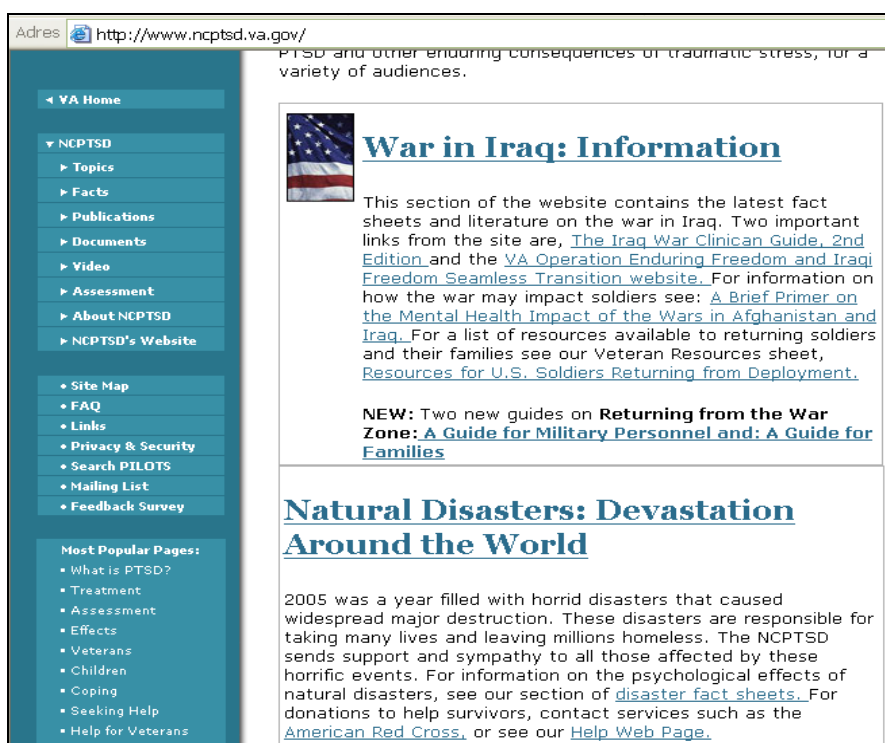 Adres http://www.ncptsd.va.gov/
◄ VA Home
▼ NCPTSD
► Topics
► Facts
► Publications
► Documents
► Video
► Assessment
► About NCPTSD
► NCPTSD's Website
• Site Map
• FAQ
• Links
• Privacy & Security
• Search PILOTS
• Mailing List
• Feedback Survey
Most Popular Pages:
▪ What is PTSD?
▪ Treatment
▪ Assessment
▪ Effects
▪ Veterans
▪ Children
▪ Coping
▪ Seeking Help
▪ Help for Veterans
PTSD and other enduring consequences of traumatic stress, for a
variety of audiences.
War in Iraq: Information
This section of the website contains the latest fact
sheets and literature on the war in Iraq. Two important
links from the site are, The Iraq War Clinican Guide, 2nd
Edition and the VA Operation Enduring Freedom and Iraqi
Freedom Seamless Transition website. For information on
how the war may impact soldiers see: A Brief Primer on
the Mental Health Impact of the Wars in Afghanistan and
Iraq. For a list of resources available to returning soldiers
and their families see our Veteran Resources sheet,
Resources for U.S. Soldiers Returning from Deployment.
NEW: Two new guides on Returning from the War
Zone: A Guide for Military Personnel and: A Guide for
Families
Natural Disasters: Devastation
Around the World
2005 was a year filled with horrid disasters that caused
widespread major destruction. These disasters are responsible for
taking many lives and leaving millions homeless. The NCPTSD
sends support and sympathy to all those affected by these
horrific events. For information on the psychological effects of
natural disasters, see our section of disaster fact sheets. For
donations to help survivors, contact services such as the
American Red Cross, or see our Help Web Page.